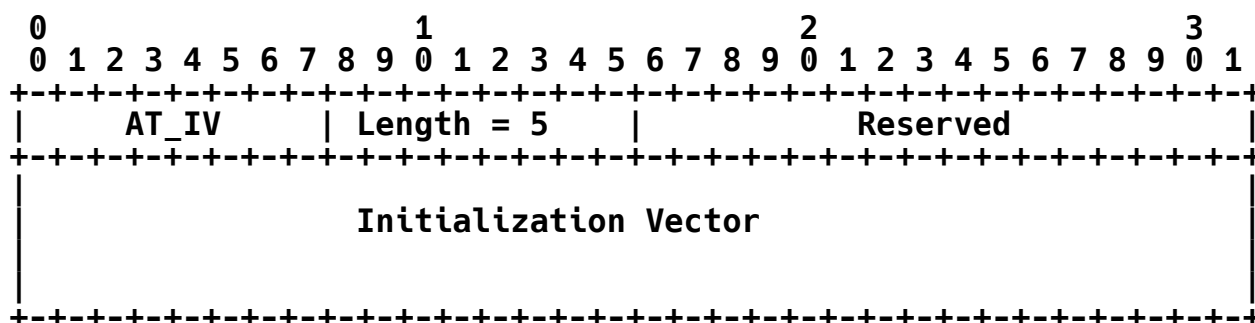 0                   1                   2                   3
 0 1 2 3 4 5 6 7 8 9 0 1 2 3 4 5 6 7 8 9 0 1 2 3 4 5 6 7 8 9 0 1
+-+-+-+-+-+-+-+-+-+-+-+-+-+-+-+-+-+-+-+-+-+-+-+-+-+-+-+-+-+-+-+-+
|     AT_IV     | Length = 5    |           Reserved            |
+-+-+-+-+-+-+-+-+-+-+-+-+-+-+-+-+-+-+-+-+-+-+-+-+-+-+-+-+-+-+-+-+
|                                                               |
|                 Initialization Vector                         |
|                                                               |
|                                                               |
+-+-+-+-+-+-+-+-+-+-+-+-+-+-+-+-+-+-+-+-+-+-+-+-+-+-+-+-+-+-+-+-+